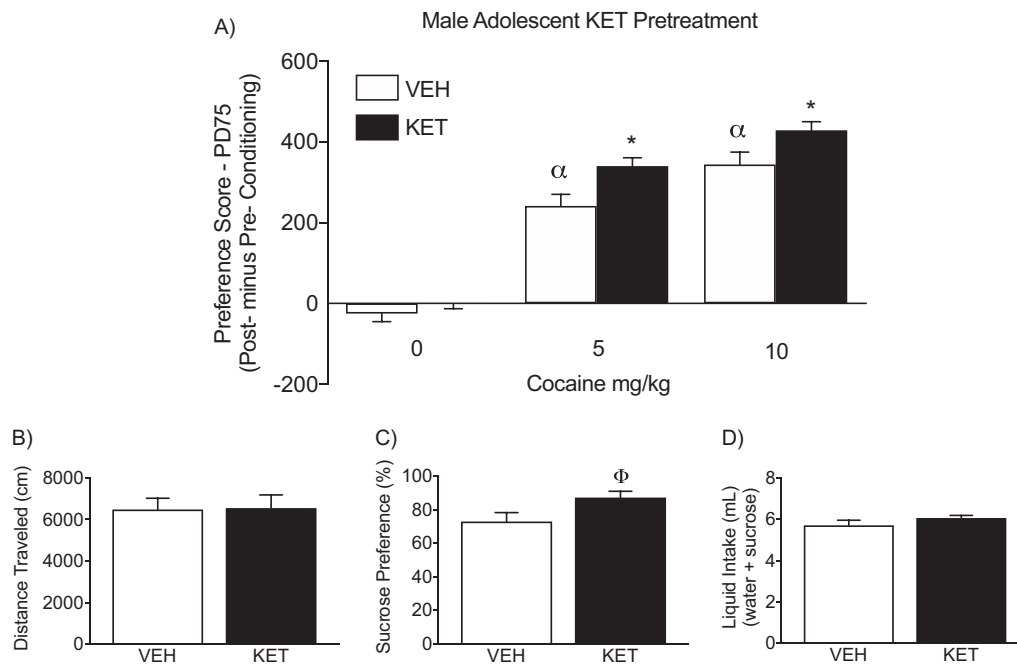 A)
Male Adolescent KET Pretreatment
Preference Score - PD75
(Post- minus Pre- Conditioning)
600
400
200
0
-200
VEH
KET
α
*
α
*
0
5
10
Cocaine mg/kg
B)
Distance Traveled (cm)
8000
6000
4000
2000
0
VEH
KET
C)
Sucrose Preference (%)
100
80
60
40
20
0
Φ
VEH
KET
D)
Liquid Intake (mL)
(water + sucrose)
8
6
4
2
0
VEH
KET